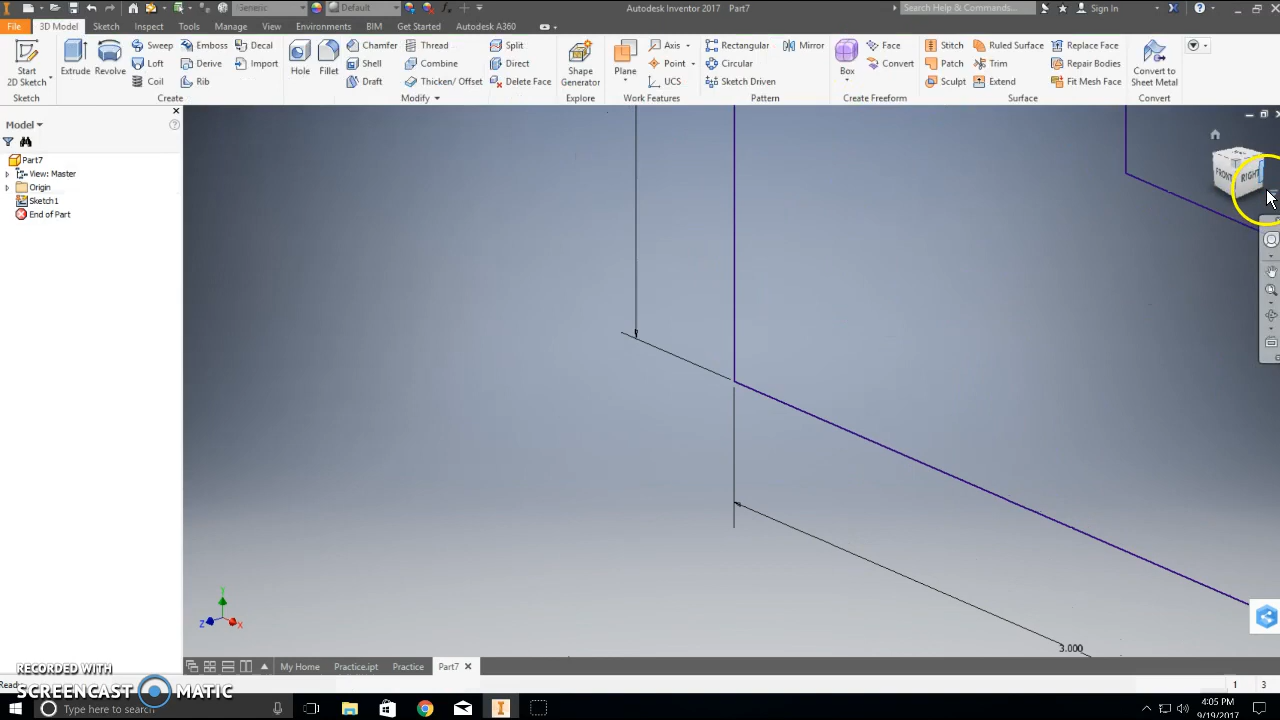 Generic
Default
Autodesk Inventor 2017 Part7
Search Help & Commands...
Sign In
File
3D Model
Sketch
Inspect
Tools
Manage
View
Environments
BIM
Get Started
Autodesk A360
Start
2D Sketch
Sketch
Extrude
Revolve
Sweep
Loft
Coil
Emboss
Derive
Rib
Decal
Import
Create
Hole
Fillet
Chamfer
Shell
Draft
Thread
Combine
Thicken/ Offset
Split
Direct
Delete Face
Modify
Shape
Generator
Explore
Plane
Axis
Point
UCS
Work Features
Rectangular
Circular
Sketch Driven
Mirror
Pattern
Box
Face
Convert
Create Freeform
Stitch
Patch
Sculpt
Ruled Surface
Trim
Extend
Replace Face
Repair Bodies
Fit Mesh Face
Surface
Convert to
Sheet Metal
Convert
Model
Part7
View: Master
Origin
Sketch1
End of Part
FRONT
RIGHT
3.000
Y
Z
X
My Home
Practice.ipt
Practice
Part7
Ready
1
3
RECORDED WITH
SCREENCAST MATIC
Type here to search
4:05 PM
9/19/2017